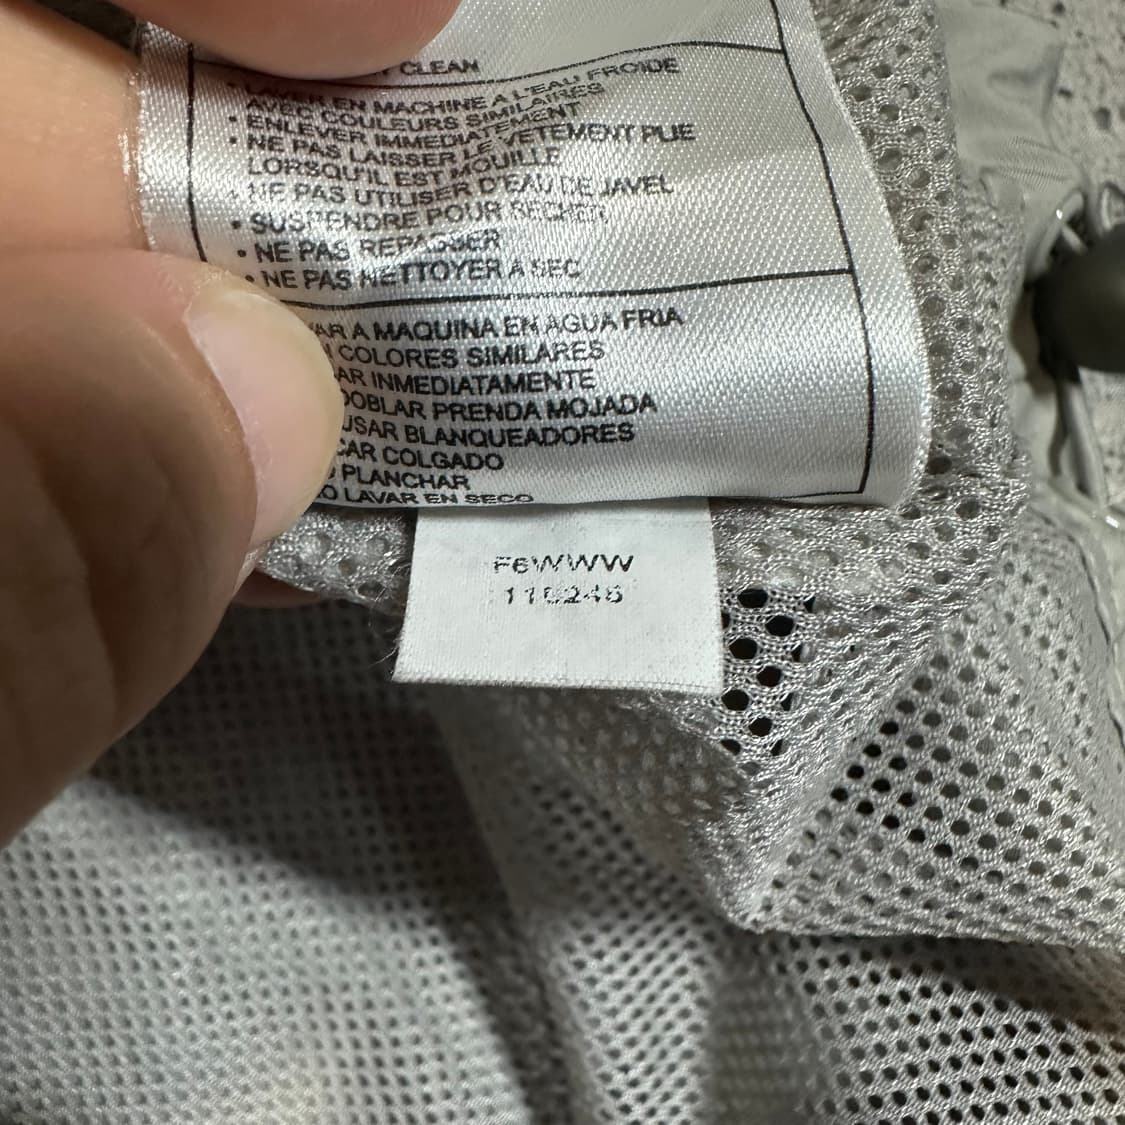 CLEAN
LAVER EN MACHINE A L'EAU FROIDE
AVEC COULEURS SIMILAIRES
• ENLEVER IMMEDIATEMENT
• NE PAS LAISSER LE VETEMENT PLIE
LORSQU'IL EST MOUILLE
• NE PAS UTILISER D'EAU DE JAVEL
• SUSPENDRE POUR SECHER
• NE PAS REPASSER
• NE PAS NETTOYER A SEC
A MAQUINA EN AGUA FRIA
COLORES SIMILARES
INMEDIATAMENTE
DOBLAR PRENDA MOJADA
USAR BLANQUEADORES
COLGADO
PLANCHAR
LAVAR EN SECO
F6WWW